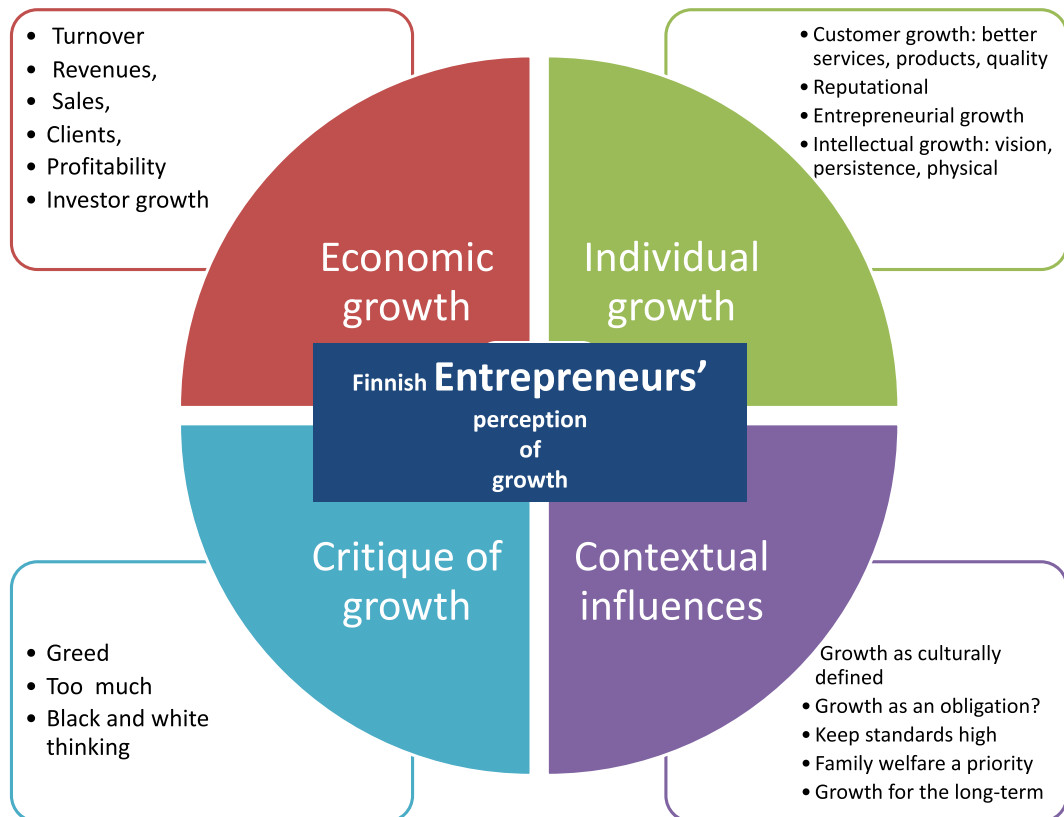 • Turnover
• Revenues,
• Sales,
• Clients,
• Profitability
• Investor growth
• Customer growth: better
services, products, quality
• Reputational
• Entrepreneurial growth
• Intellectual growth: vision,
persistence, physical
Economic
growth
Individual
growth
Finnish Entrepreneurs’
perception
of
growth
Critique of
growth
Contextual
influences
• Greed
• Too much
• Black and white
thinking
Growth as culturally
defined
• Growth as an obligation?
• Keep standards high
• Family welfare a priority
• Growth for the long-term